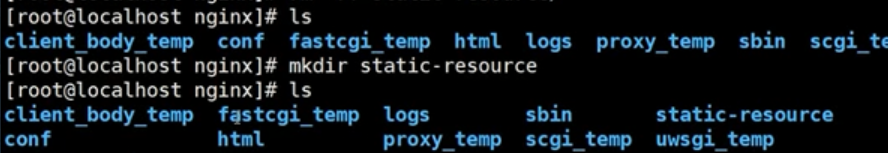 [root@localhost nginx]# ls
client_body_temp conf fastcgi_temp html logs proxy_temp sbin
[root@localhost nginx]# mkdir static-resource
[root@localhost nginx]# ls
client_body_temp fastcgi_temp logs sbin static-resource
conf html proxy_temp scgi_temp uwsgi_temp